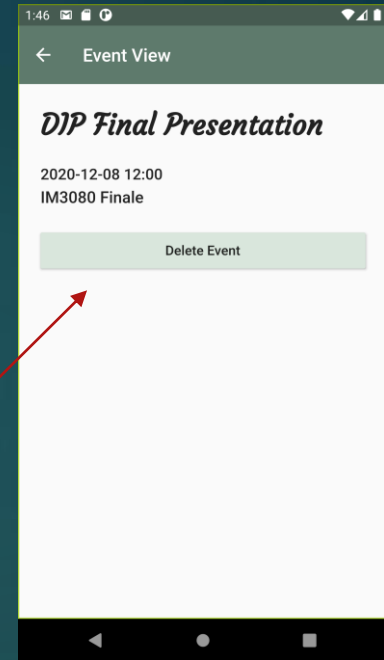 1:46
Event View
DIP Final Presentation
2020-12-08 12:00
IM3080 Finale
Delete Event